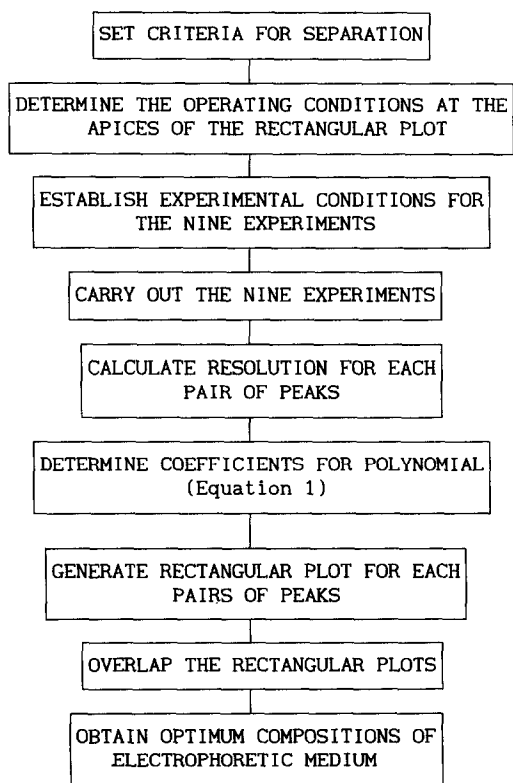 SET CRITERIA FOR SEPARATION
DETERMINE THE OPERATING CONDITIONS AT THE
APICES OF THE RECTANGULAR PLOT
ESTABLISH EXPERIMENTAL CONDITIONS FOR
THE NINE EXPERIMENTS
CARRY OUT THE NINE EXPERIMENTS
CALCULATE RESOLUTION FOR EACH
PAIR OF PEAKS
DETERMINE COEFFICIENTS FOR POLYNOMIAL
(Equation 1)
GENERATE RECTANGULAR PLOT FOR EACH
PAIRS OF PEAKS
OVERLAP THE RECTANGULAR PLOTS
OBTAIN OPTIMUM COMPOSITIONS OF
ELECTROPHORETIC MEDIUM